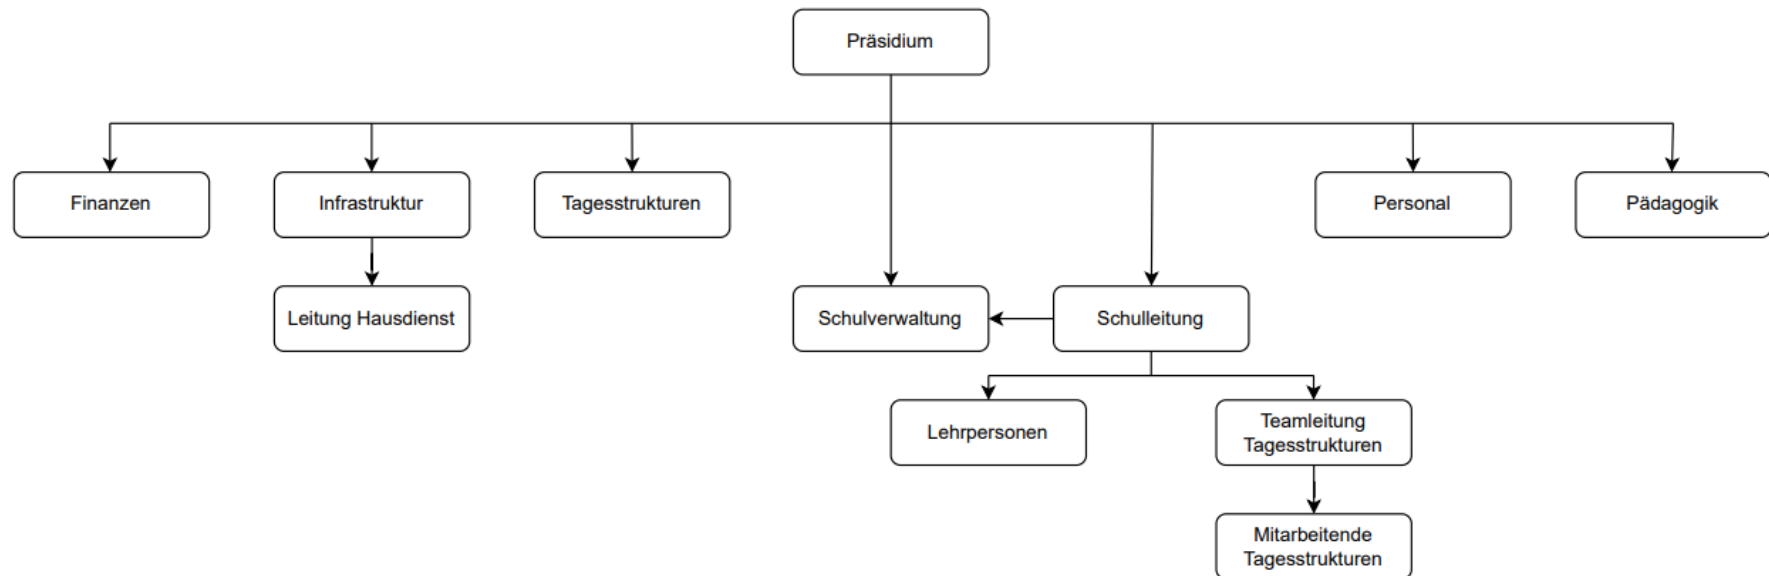 Präsidium
Finanzen
Infrastruktur
Tagesstrukturen
Personal
Pädagogik
Leitung Hausdienst
Schulverwaltung
Schulleitung
Lehrpersonen
Teamleitung
Tagesstrukturen
Mitarbeitende
Tagesstrukturen